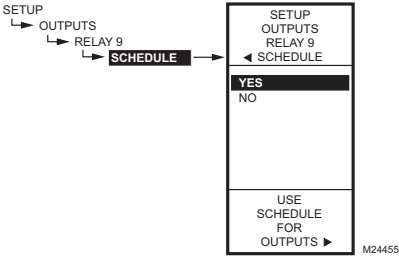 SETUP
OUTPUTS
RELAY 9
SCHEDULE
SETUP
OUTPUTS
RELAY 9
◄ SCHEDULE
YES
NO
USE
SCHEDULE
FOR
OUTPUTS ►
M24455